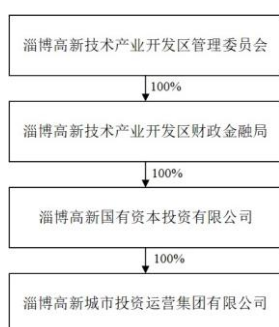 淄博高新技术产业开发区管理委员会
100%
淄博高新技术产业开发区财政金融局
100%
淄博高新国有资本投资有限公司
100%
淄博高新城市投资运营集团有限公司